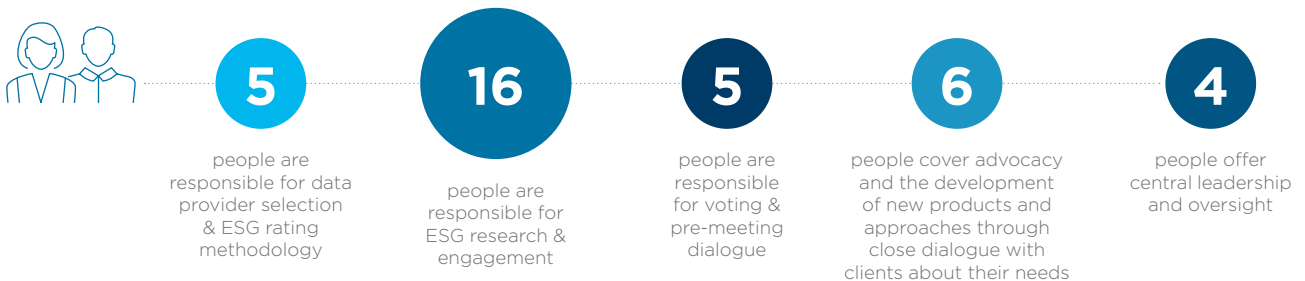 5
people are
responsible for data
provider selection
& ESG rating
methodology
16
people are
responsible for
ESG research &
engagement
5
people are
responsible
for voting &
pre-meeting
dialogue
6
people cover advocacy
and the development
of new products and
approaches through
close dialogue with
clients about their needs
4
people offer
central leadership
and oversight